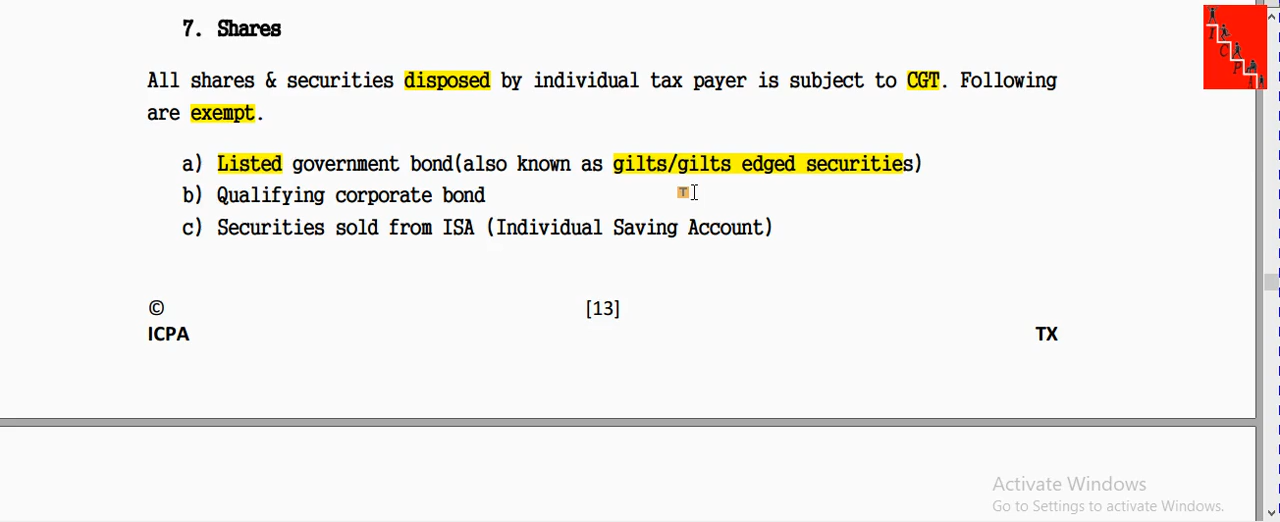 7. Shares
All shares & securities disposed by individual tax payer is subject to CGT. Following
are exempt.
a) Listed government bond(also known as gilts/gilts edged securities)
b) Qualifying corporate bond
c) Securities sold from ISA (Individual Saving Account)
© [13]
ICPA TX
Activate Windows
Go to Settings to activate Windows.
I
C
P
A